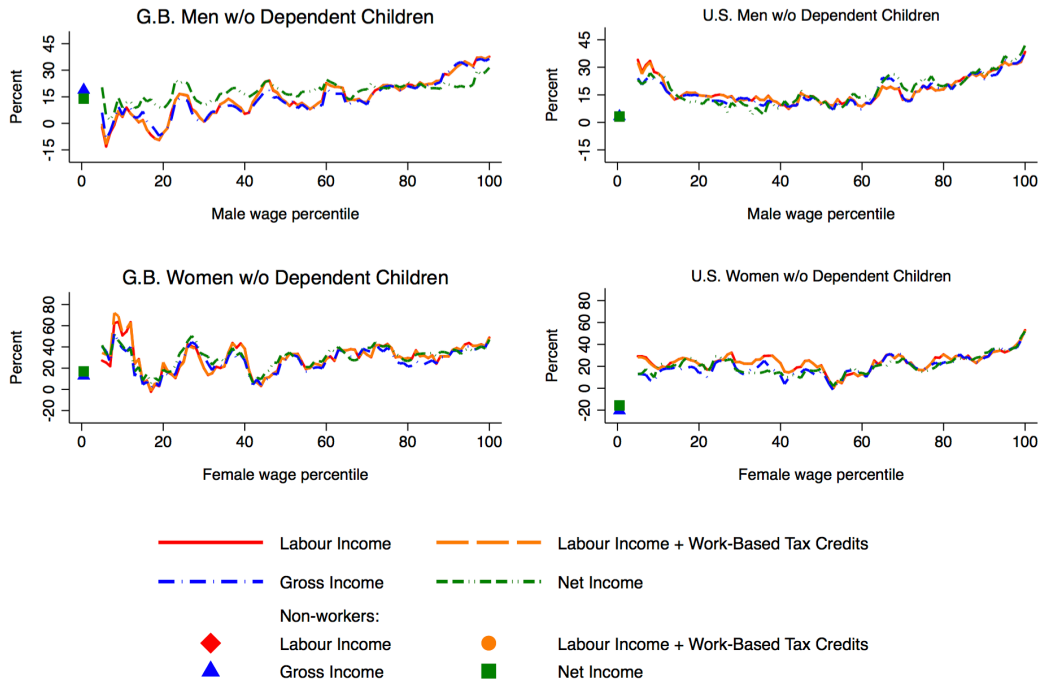 G.B. Men w/o Dependent Children
Percent
45
30
15
0
-15
0 20 40 60 80 100
Male wage percentile
U.S. Men w/o Dependent Children
Percent
45
30
15
0
-15
0 20 40 60 80 100
Male wage percentile
G.B. Women w/o Dependent Children
Percent
80
60
40
20
0
-20
0 20 40 60 80 100
Female wage percentile
U.S. Women w/o Dependent Children
Percent
80
60
40
20
0
-20
0 20 40 60 80 100
Female wage percentile
Labour Income
Labour Income + Work-Based Tax Credits
Gross Income
Net Income
Non-workers:
Labour Income
Labour Income + Work-Based Tax Credits
Gross Income
Net Income